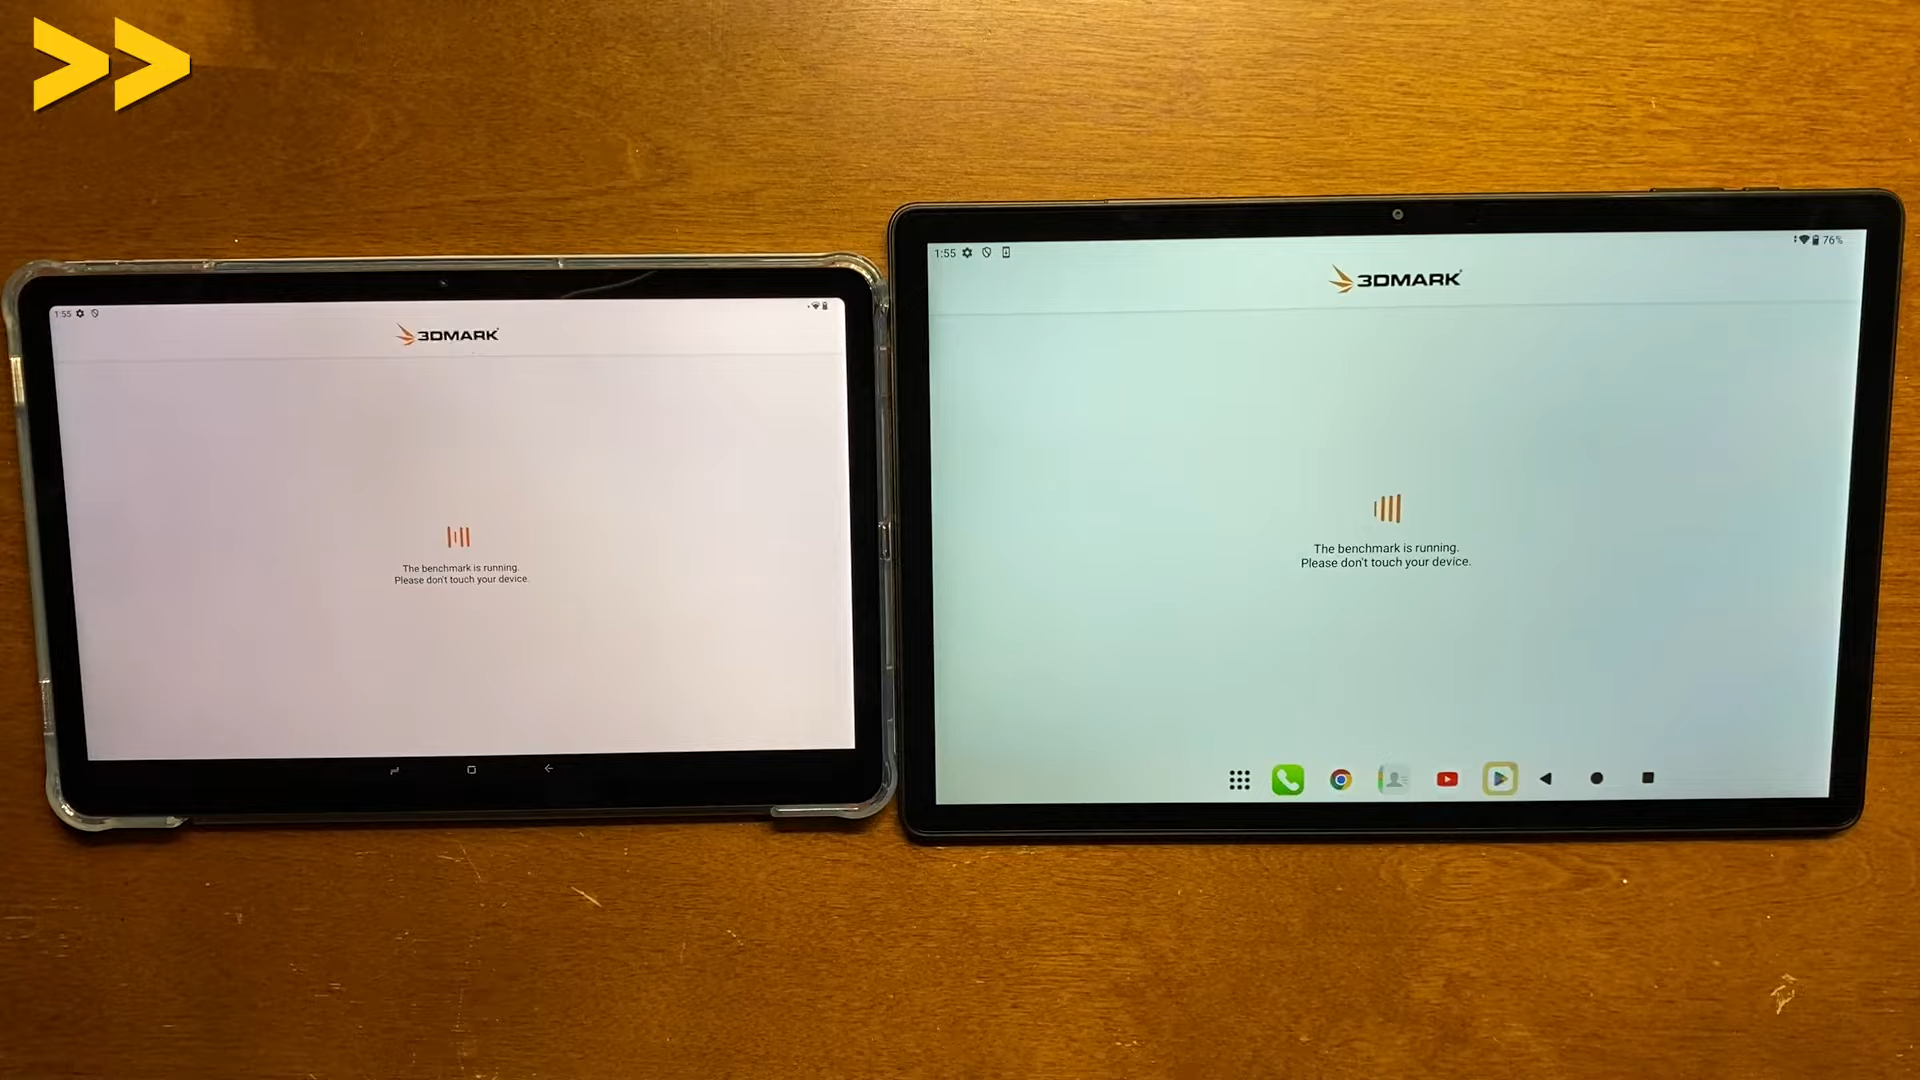 1:55
3DMARK
The benchmark is running.
Please don't touch your device.
1:55
76%
3DMARK
The benchmark is running.
Please don't touch your device.